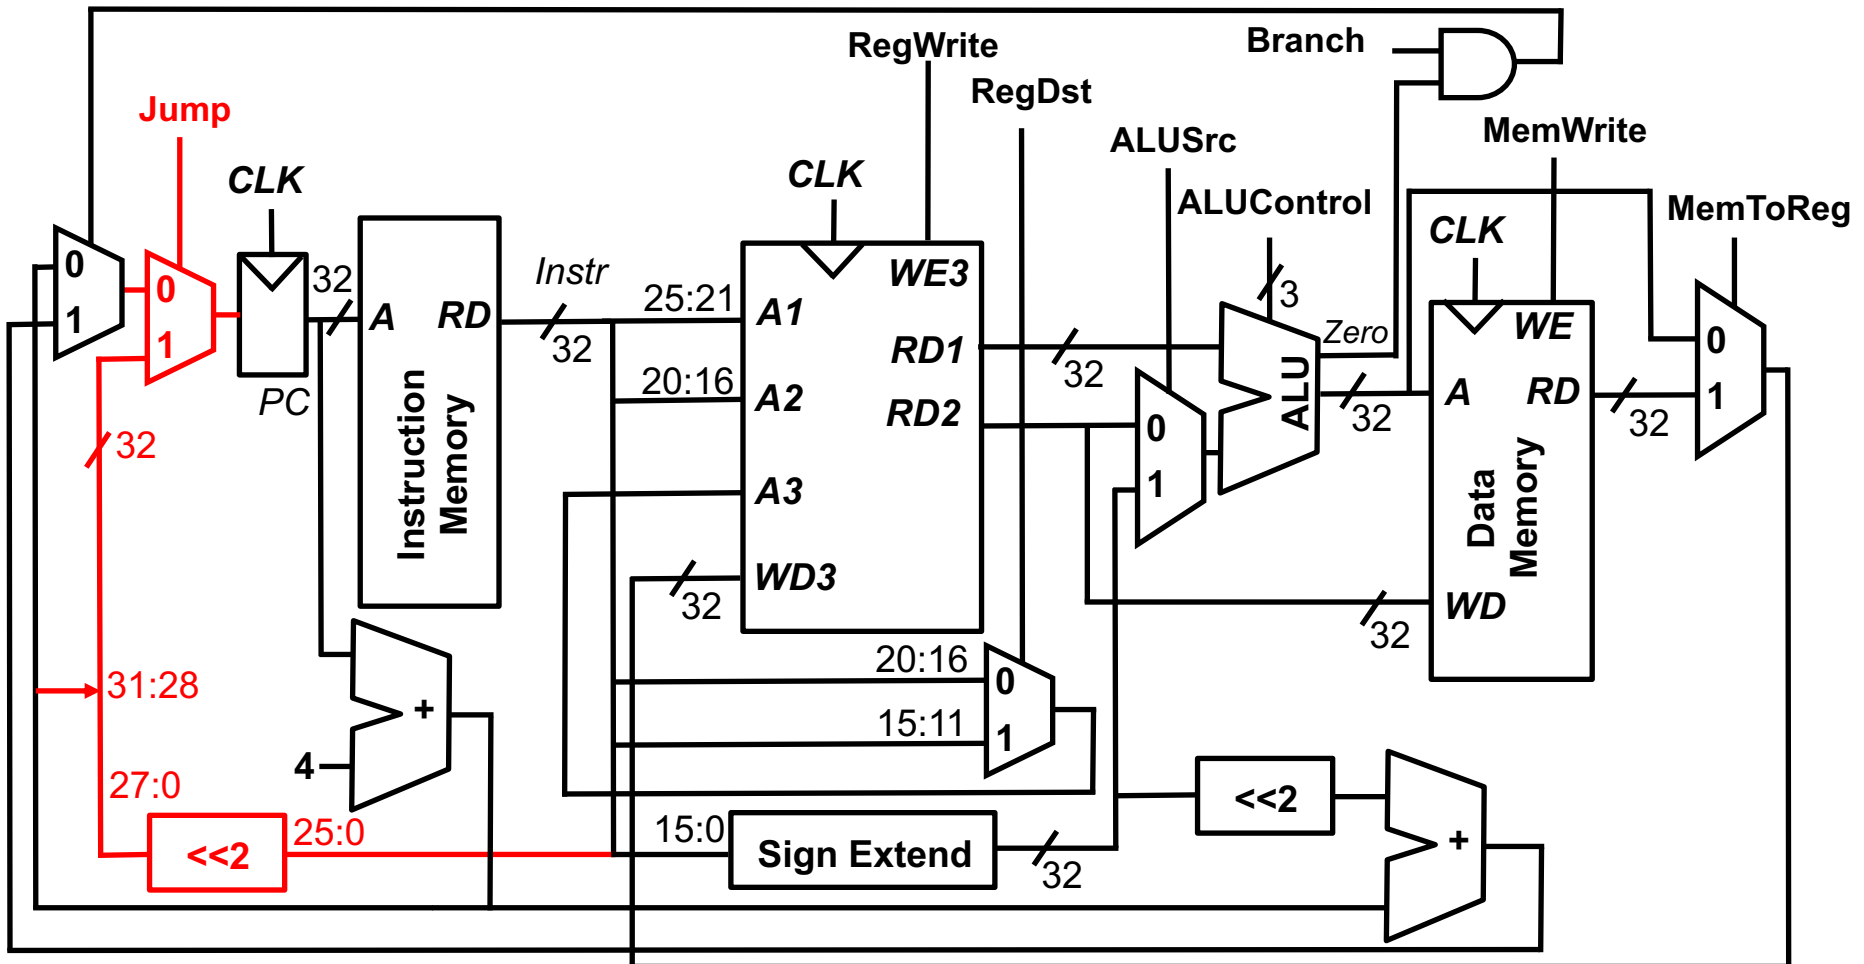 RegWrite
Branch
RegDst
Jump
ALUSrc
MemWrite
CLK
CLK
ALUControl
MemToReg
CLK
0
1
0
1
32
PC
A
RD
Instruction
Memory
Instr
32
25:21
20:16
A1
A2
A3
WD3
WE3
RD1
RD2
32
32
0
1
3
ALU
Zero
32
A
WE
RD
WD
Data
Memory
32
32
0
1
32
31:28
27:0
<<2
25:0
4
+
20:16
15:11
0
1
15:0
Sign Extend
32
<<2
+